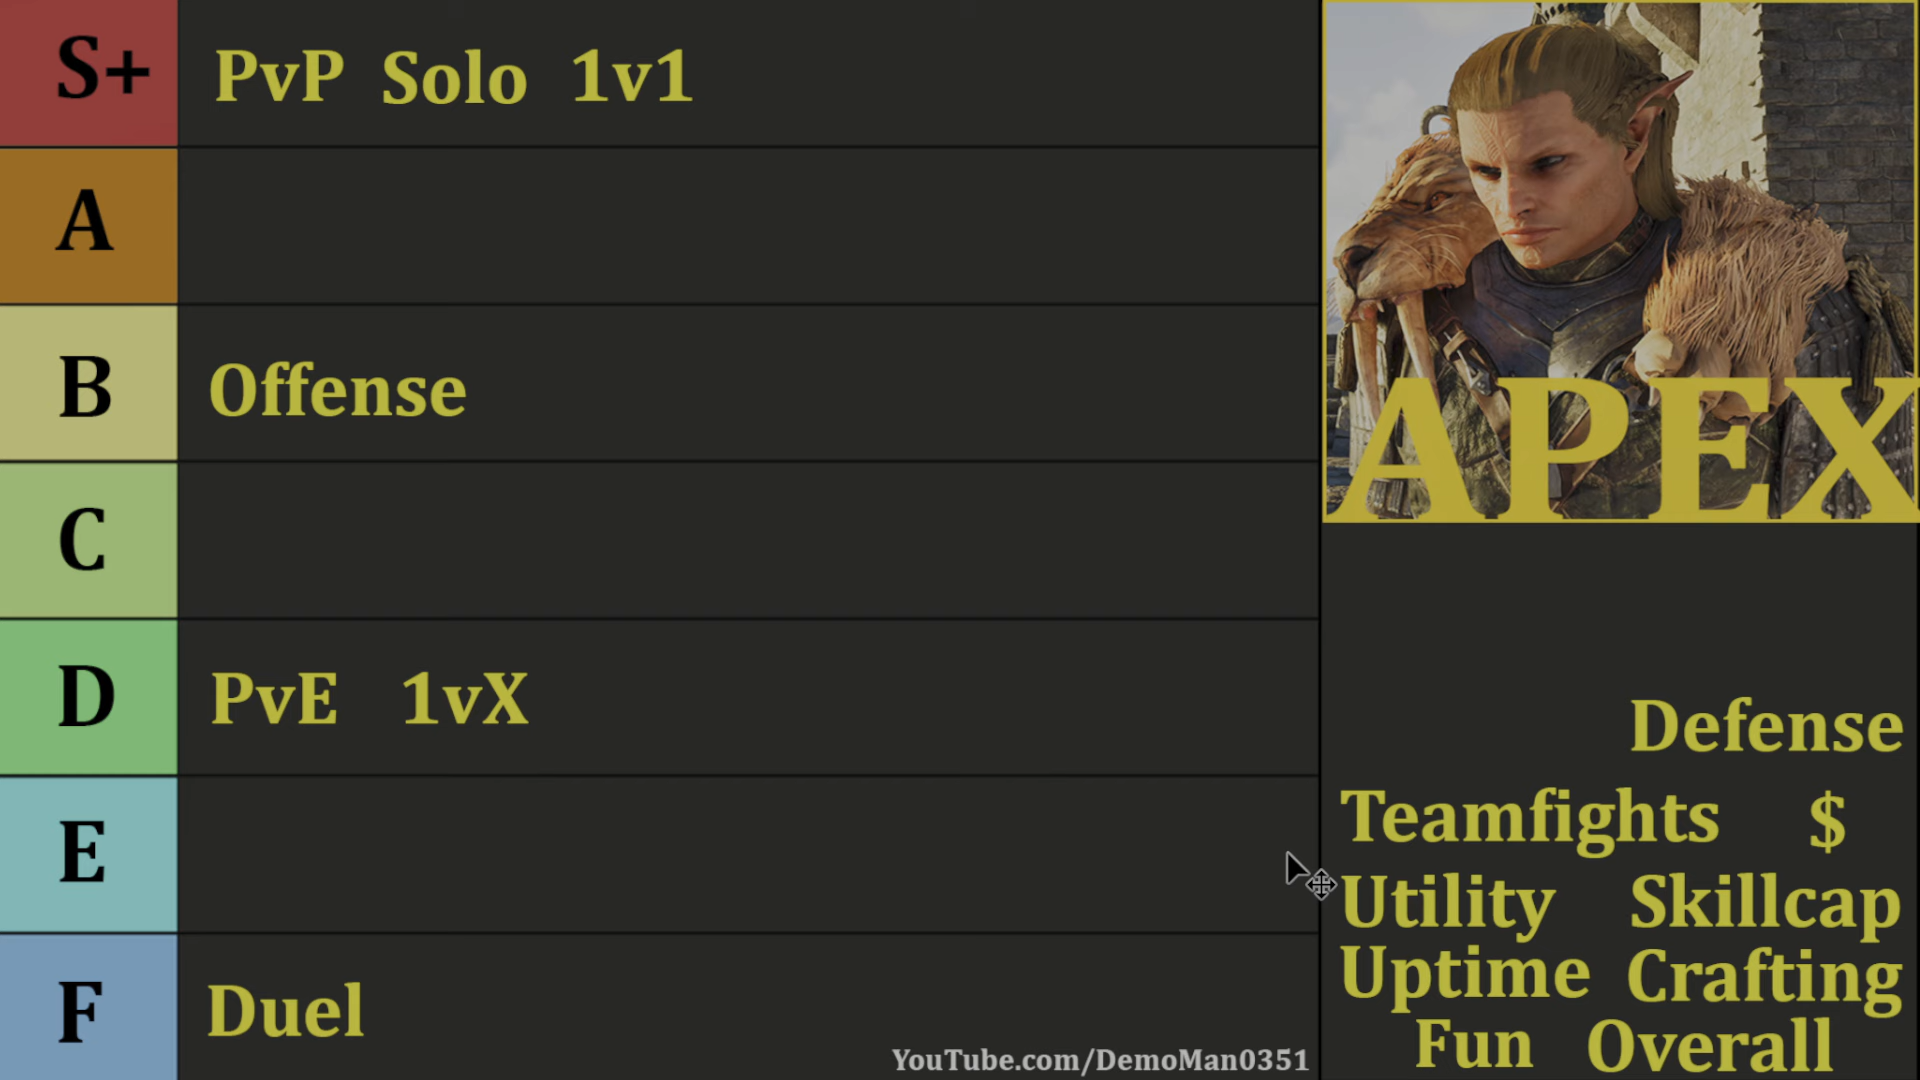 S+ PvP Solo 1v1
A
B Offense
C
D PvE 1vX
E
F Duel
APEX
Defense
Teamfights $
Utility Skillcap
Uptime Crafting
Fun Overall
YouTube.com/DemoMan0351